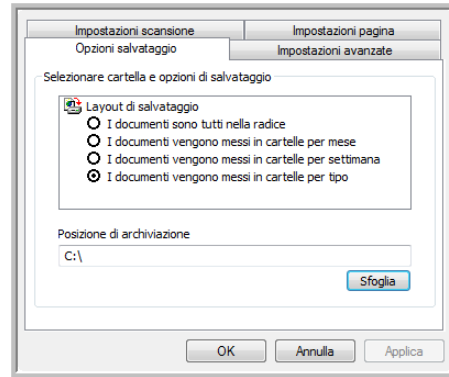 Impostazioni scansione
Impostazioni pagina
Opzioni salvataggio
Impostazioni avanzate
Selezionare cartella e opzioni di salvataggio
Layout di salvataggio
I documenti sono tutti nella radice
I documenti vengono messi in cartelle per mese
I documenti vengono messi in cartelle per settimana
I documenti vengono messi in cartelle per tipo
Posizione di archiviazione
C:\
Sfoglia
OK
Annulla
Applica